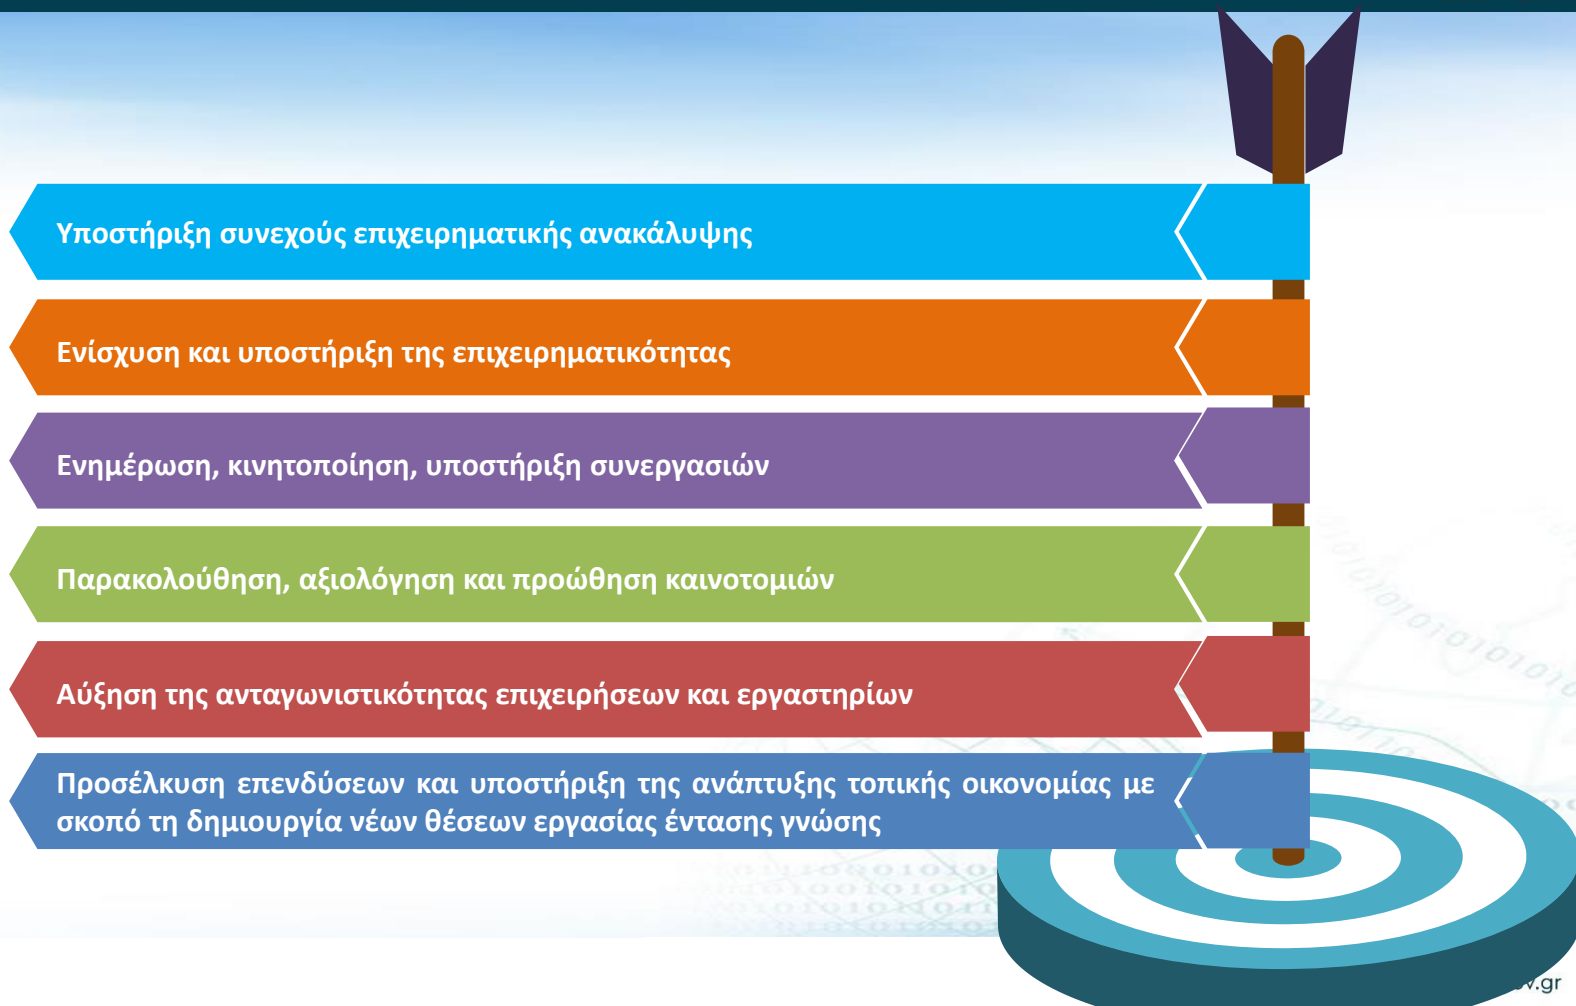 Υποστήριξη συνεχούς επιχειρηματικής ανακάλυψης
Ενίσχυση και υποστήριξη της επιχειρηματικότητας
Ενημέρωση, κινητοποίηση, υποστήριξη συνεργασιών
Παρακολούθηση, αξιολόγηση και προώθηση καινοτομιών
Αύξηση της ανταγωνιστικότητας επιχειρήσεων και εργαστηρίων
Προσέλκυση επενδύσεων και υποστήριξη της ανάπτυξης τοπικής οικονομίας με
σκοπό τη δημιουργία νέων θέσεων εργασίας έντασης γνώσης